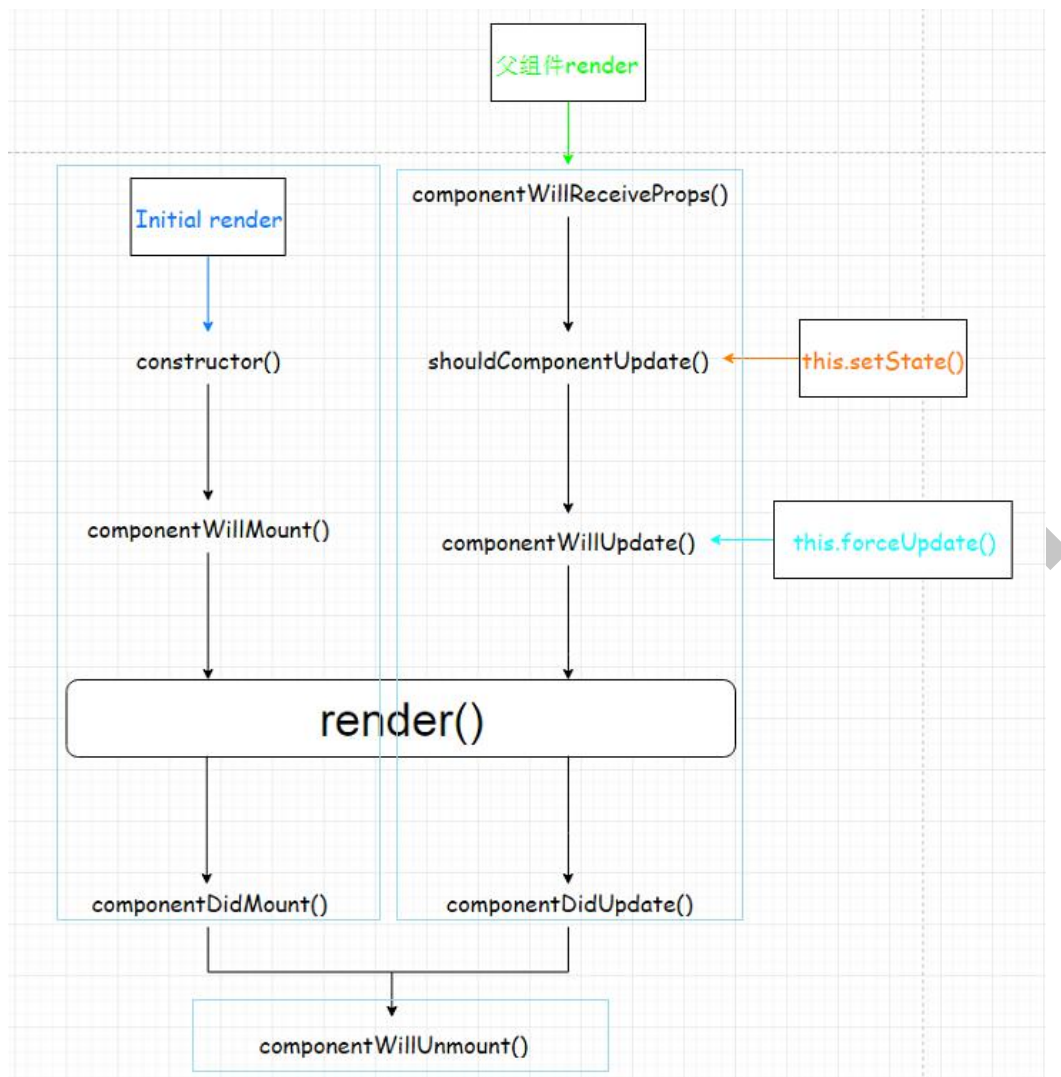 父组件render
componentWillReceiveProps()
Initial render
constructor()
shouldComponentUpdate()
this.setState()
componentWillMount()
componentWillUpdate()
this.forceUpdate()
render()
componentDidMount()
componentDidUpdate()
componentWillUnmount()